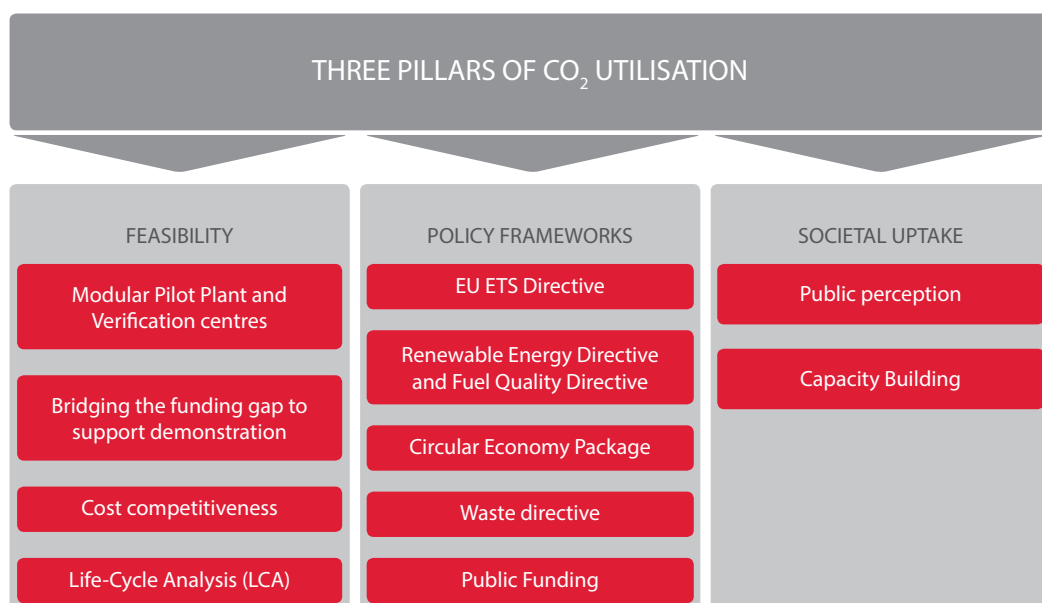 THREE PILLARS OF CO₂ UTILISATION
FEASIBILITY
Modular Pilot Plant and
Verification centres
Bridging the funding gap to
support demonstration
Cost competitiveness
Life-Cycle Analysis (LCA)
POLICY FRAMEWORKS
EU ETS Directive
Renewable Energy Directive
and Fuel Quality Directive
Circular Economy Package
Waste directive
Public Funding
SOCIETAL UPTAKE
Public perception
Capacity Building